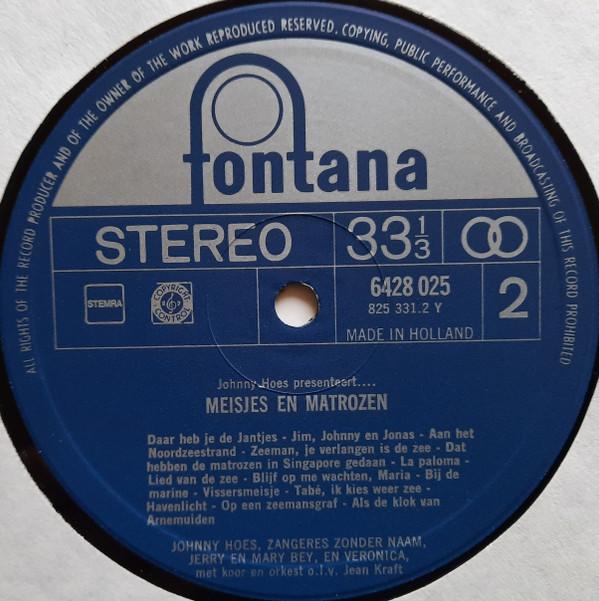 ALL RIGHTS OF THE RECORD PRODUCER AND OF THE OWNER OF THE WORK REPRODUCED RESERVED. COPYING, PUBLIC PERFORMANCE AND BROADCASTING OF THIS RECORD PROHIBITED
fontana
STEREO
33 1/3
STEMRA
COPYRIGHT CONTROL
6428 025
825 331.2 Y
2
MADE IN HOLLAND
Johnny Hoes presenteert....
MEISJES EN MATROZEN
Daar heb je de Jantjes - Jim, Johnny en Jonas - Aan het
Noordzeestrand - Zeeman, je verlangen is de zee - Dat
hebben de matrozen in Singapore gedaan - La paloma -
Lied van de zee - Blijf op me wachten, Maria - Bij de
marine - Vissersmeisje - Tabé, ik kies weer zee -
Havenlicht - Op een zeemansgraf - Als de klok van
Arnemuiden
JOHNNY HOES, ZANGERES ZONDER NAAM,
JERRY EN MARY BEY, EN VERONICA,
met koor en orkest o.l.v. Jean Kraft